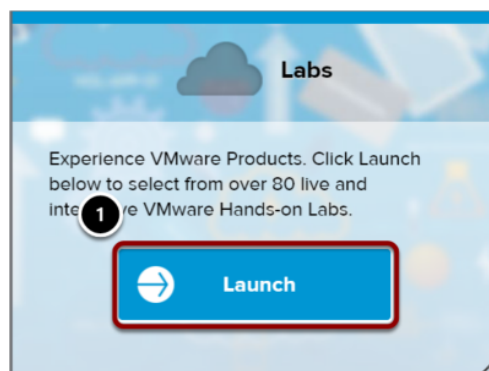 Labs
Experience VMware Products. Click Launch
below to select from over 80 live and
VMware Hands-on Labs.
1
Launch